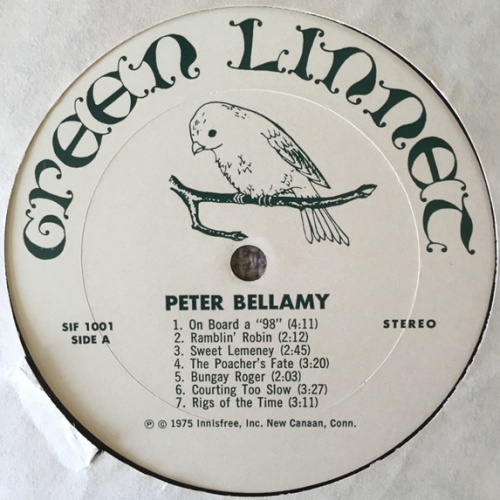 GREEN LINNET
PETER BELLAMY
SIF 1001
SIDE A
STEREO
1. On Board a "98" (4:11)
2. Ramblin' Robin (2:12)
3. Sweet Lemeney (2:45)
4. The Poacher's Fate (3:20)
5. Bungay Roger (2:03)
6. Courting Too Slow (3:27)
7. Rigs of the Time (3:11)
℗ © 1975 Innisfree, Inc. New Canaan, Conn.